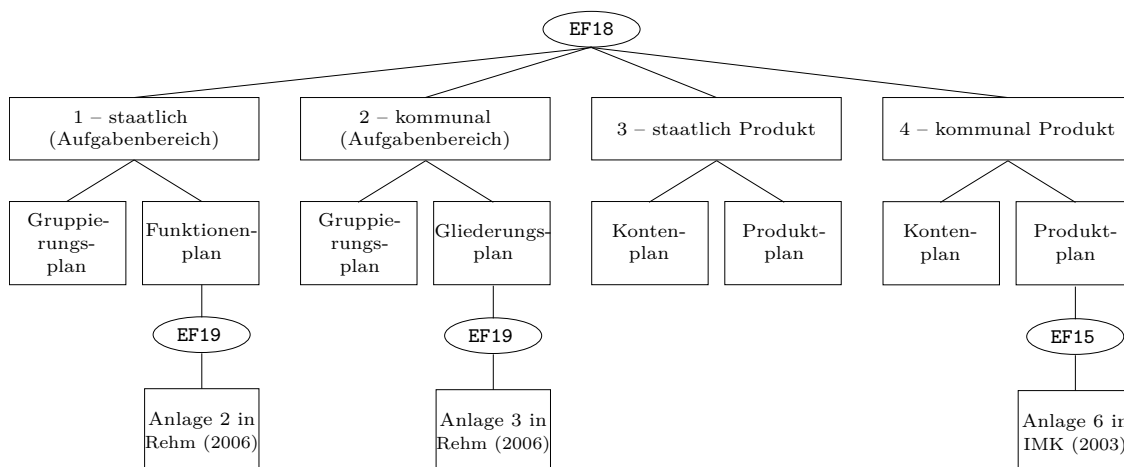 EF18
1 – staatlich
(Aufgabenbereich)
2 – kommunal
(Aufgabenbereich)
3 – staatlich Produkt
4 – kommunal Produkt
Gruppie-
rungs-
plan
Funktionen-
plan
Gruppie-
rungs-
plan
Gliederungs-
plan
Konten-
plan
Produkt-
plan
Konten-
plan
Produkt-
plan
EF19
EF19
EF15
Anlage 2 in
Rehm (2006)
Anlage 3 in
Rehm (2006)
Anlage 6 in
IMK (2003)